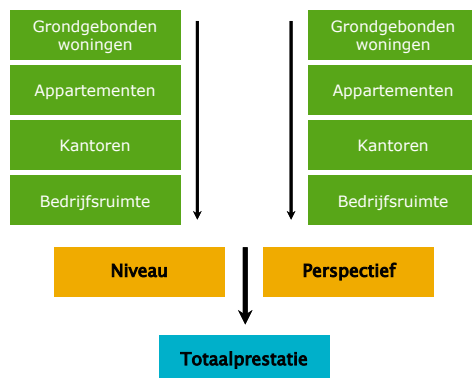 Grondgebonden
woningen
Appartementen
Kantoren
Bedrijfsruimte
Grondgebonden
woningen
Appartementen
Kantoren
Bedrijfsruimte
Niveau
Perspectief
Totaalprestatie